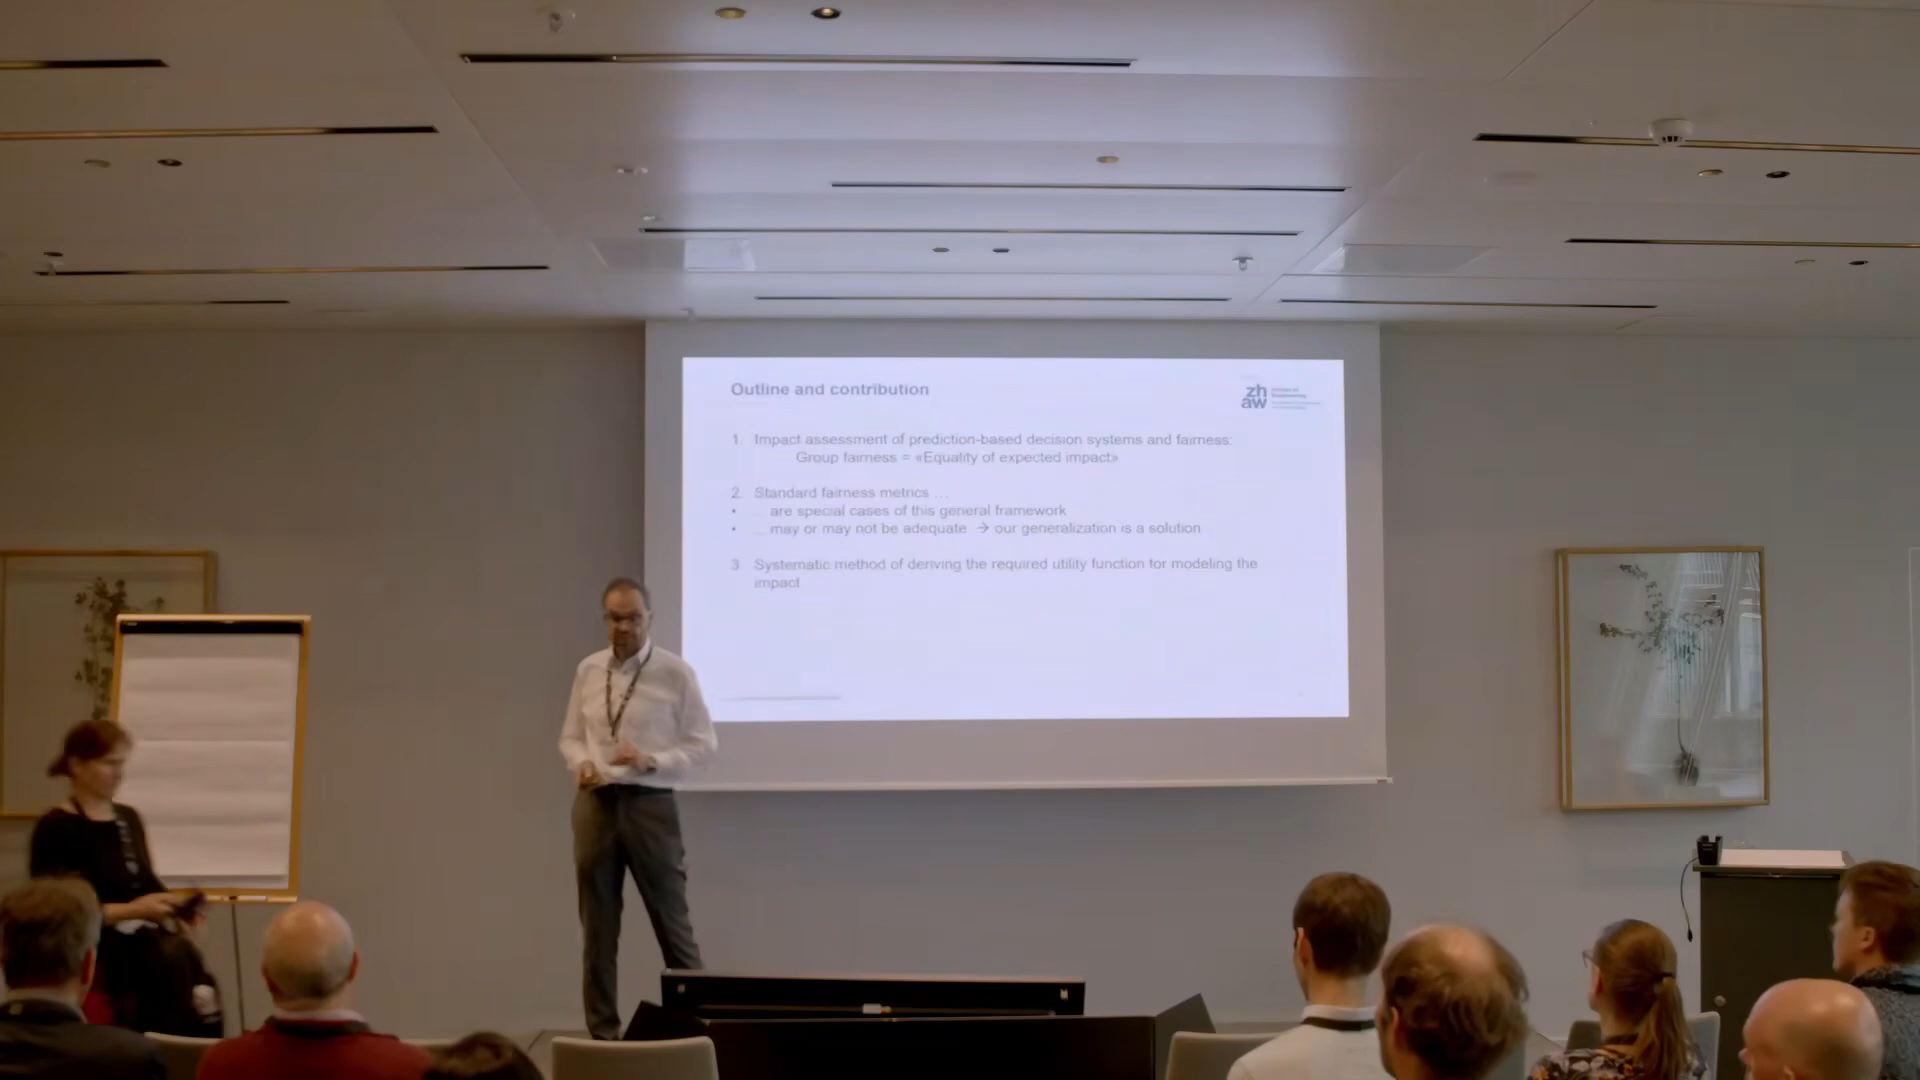 Outline and contribution
zh
aw
1. Impact assessment of prediction-based decision systems and fairness:
Group fairness = «Equality of expected impact»
2. Standard fairness metrics ...
• ... are special cases of this general framework
• ... may or may not be adequate → our generalization is a solution
3 Systematic method of deriving the required utility function for modeling the
impact